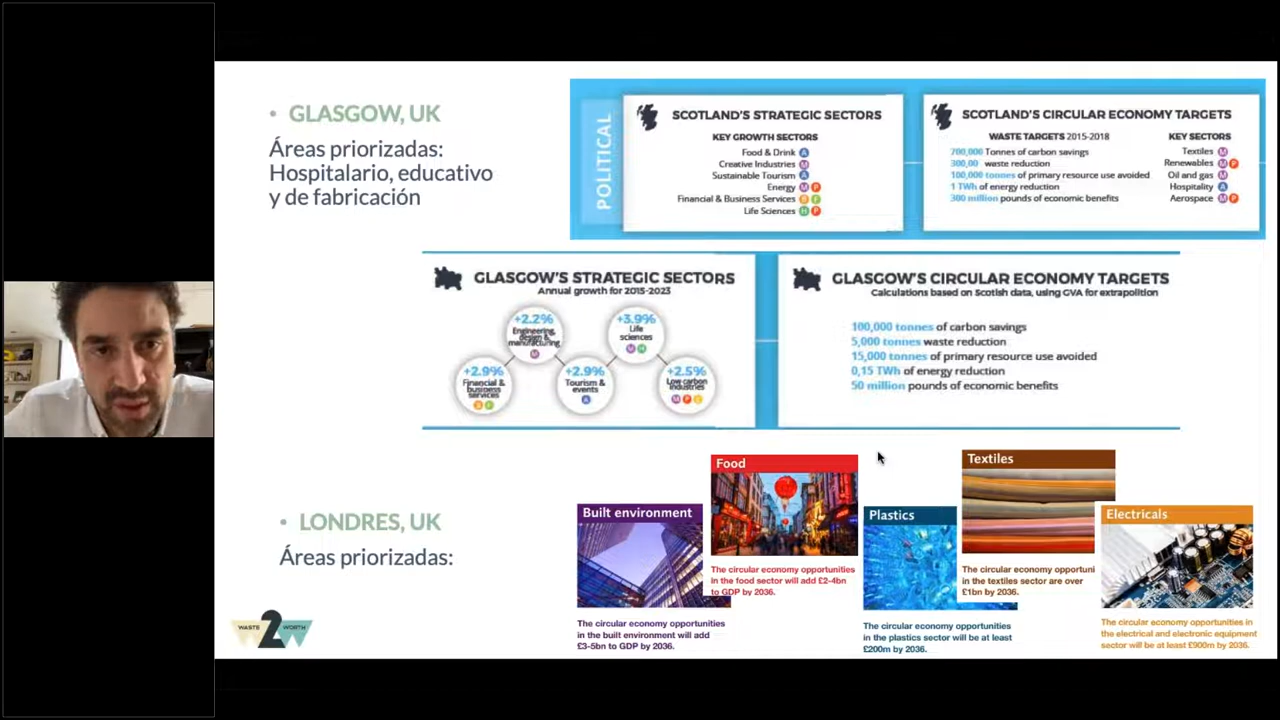 • GLASGOW, UK
Áreas priorizadas:
Hospitalario, educativo
y de fabricación
POLITICAL
SCOTLAND'S STRATEGIC SECTORS
KEY GROWTH SECTORS
Food & Drink A
Creative Industries M
Sustainable Tourism A
Energy M P
Financial & Business Services
Life Sciences H P
SCOTLAND'S CIRCULAR ECONOMY TARGETS
WASTE TARGETS 2015-2018
700,000 Tonnes of carbon savings
300,00 waste reduction
100,000 tonnes of primary resource use avoided
1 TWh of energy reduction
300 million pounds of economic benefits
KEY SECTORS
Textiles M
Renewables M P
Oil and gas M
Hospitality A
Aerospace M P
GLASGOW'S STRATEGIC SECTORS
Annual growth for 2015-2023
+2.2%
Engineering,
design &
manufacturing
M
+3.9%
Life
sciences
M H
+2.9%
Financial &
business
services
+2.9%
Tourism &
events
A
+2.5%
Low carbon
industries
M P
GLASGOW'S CIRCULAR ECONOMY TARGETS
Calculations based on Scotish data, using GVA for extrapolition
100,000 tonnes of carbon savings
5,000 tonnes waste reduction
15,000 tonnes of primary resource use avoided
0,15 TWh of energy reduction
50 million pounds of economic benefits
• LONDRES, UK
Áreas priorizadas:
Built environment
The circular economy opportunities
in the built environment will add
£3-5bn to GDP by 2036.
Food
The circular economy opportunities
in the food sector will add £2-4bn
to GDP by 2036.
Plastics
The circular economy opportunities
in the plastics sector will be at least
£200m by 2036.
Textiles
The circular economy opportuni
in the textiles sector are over
£1bn by 2036.
Electricals
The circular economy opportunities in
the electrical and electronic equipment
sector will be at least £900m by 2036.
WASTE 2 WORTH